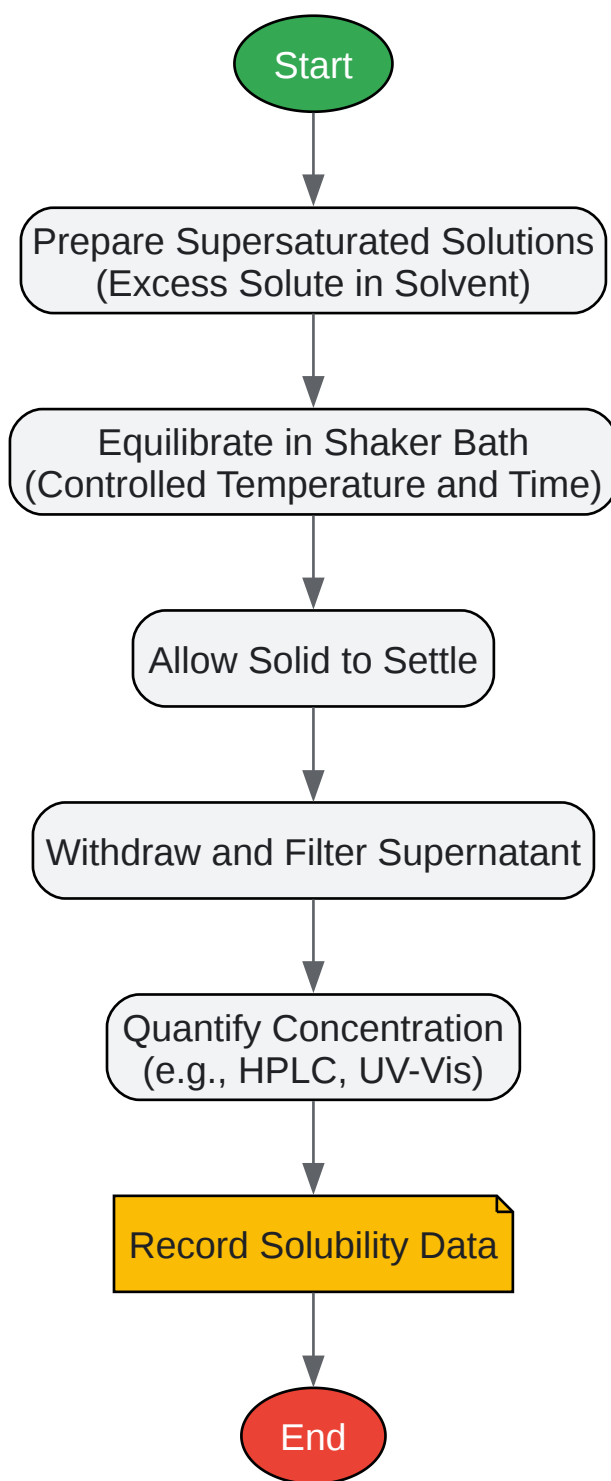 Start
Prepare Supersaturated Solutions
(Excess Solute in Solvent)
Equilibrate in Shaker Bath
(Controlled Temperature and Time)
Allow Solid to Settle
Withdraw and Filter Supernatant
Quantify Concentration
(e.g., HPLC, UV-Vis)
Record Solubility Data
End